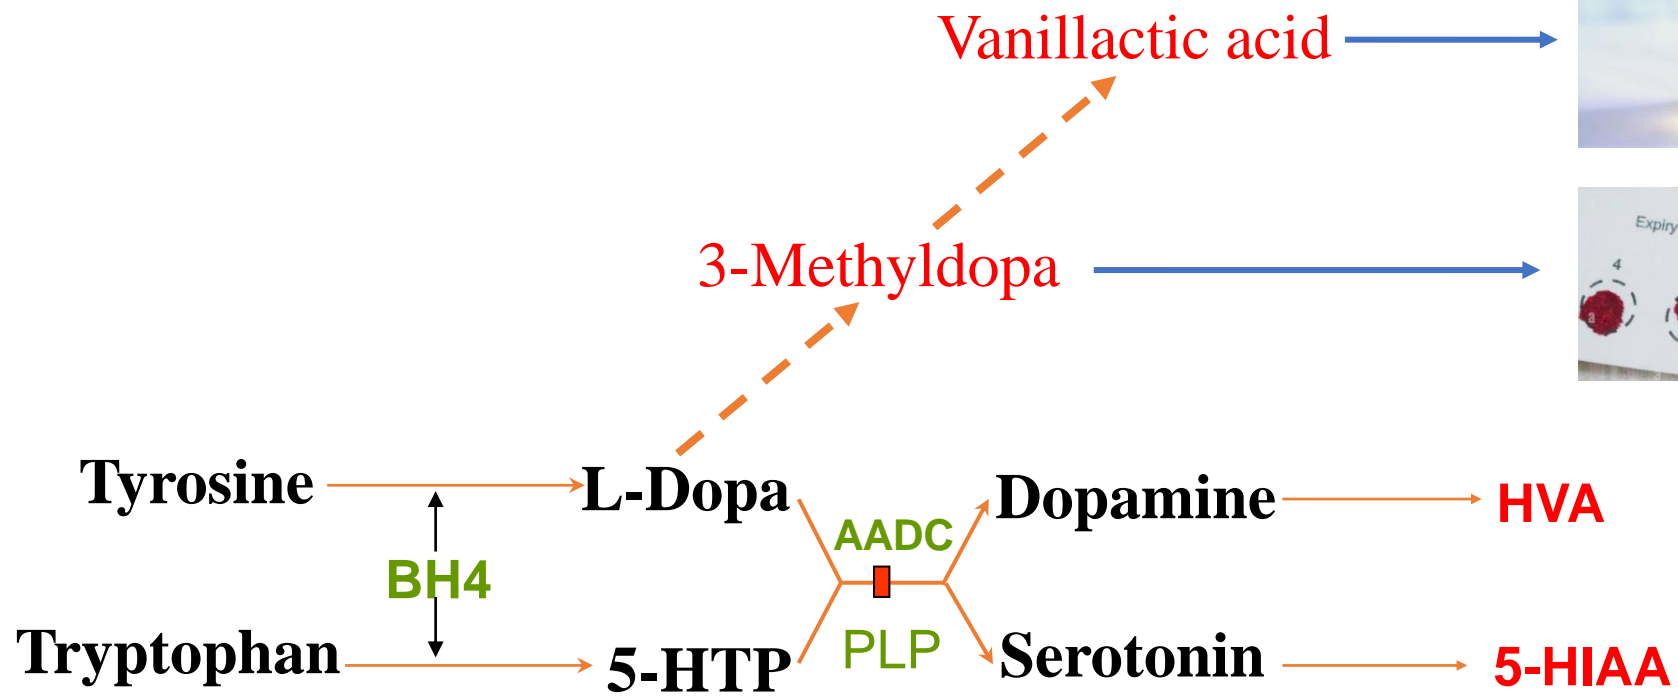 Vanillactic acid
Expiry
4
3-Methyldopa
Tyrosine
L-Dopa
Dopamine
HVA
AADC
BH4
PLP
Tryptophan
5-HTP
Serotonin
5-HIAA